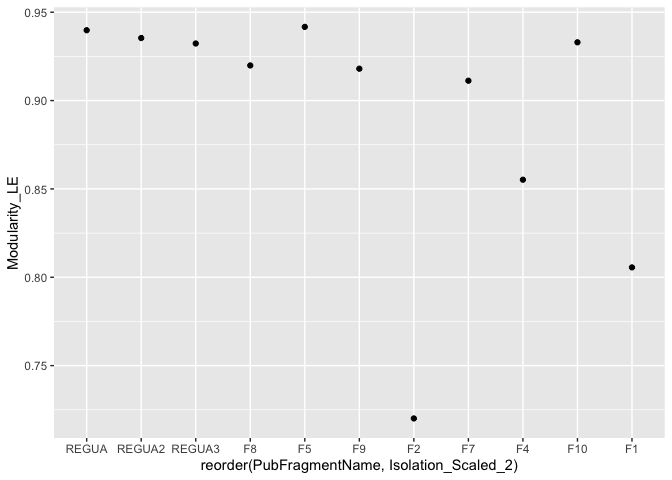 0.95
0.90
0.85
0.80
0.75
Modularity_LE
REGUA REGUA2 REGUA3 F8 F5 F9 F2 F7 F4 F10 F1
reorder(PubFragmentName, Isolation_Scaled_2)